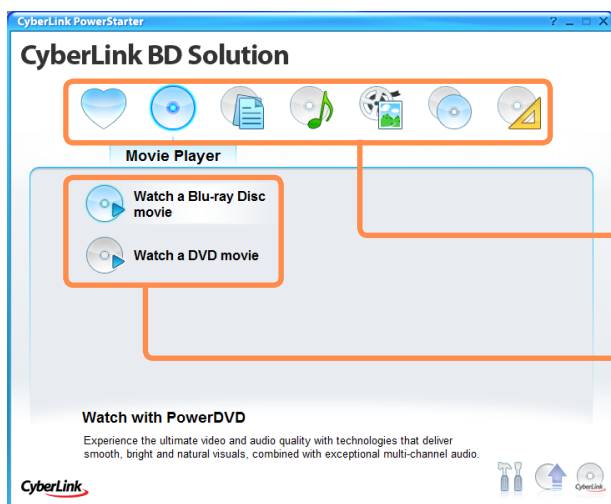 CyberLink PowerStarter
CyberLink BD Solution
Movie Player
Watch a Blu-ray Disc
movie
Watch a DVD movie
Watch with PowerDVD
Experience the ultimate video and audio quality with technologies that deliver
smooth, bright and natural visuals, combined with exceptional multi-channel audio.
CyberLink
CyberLink